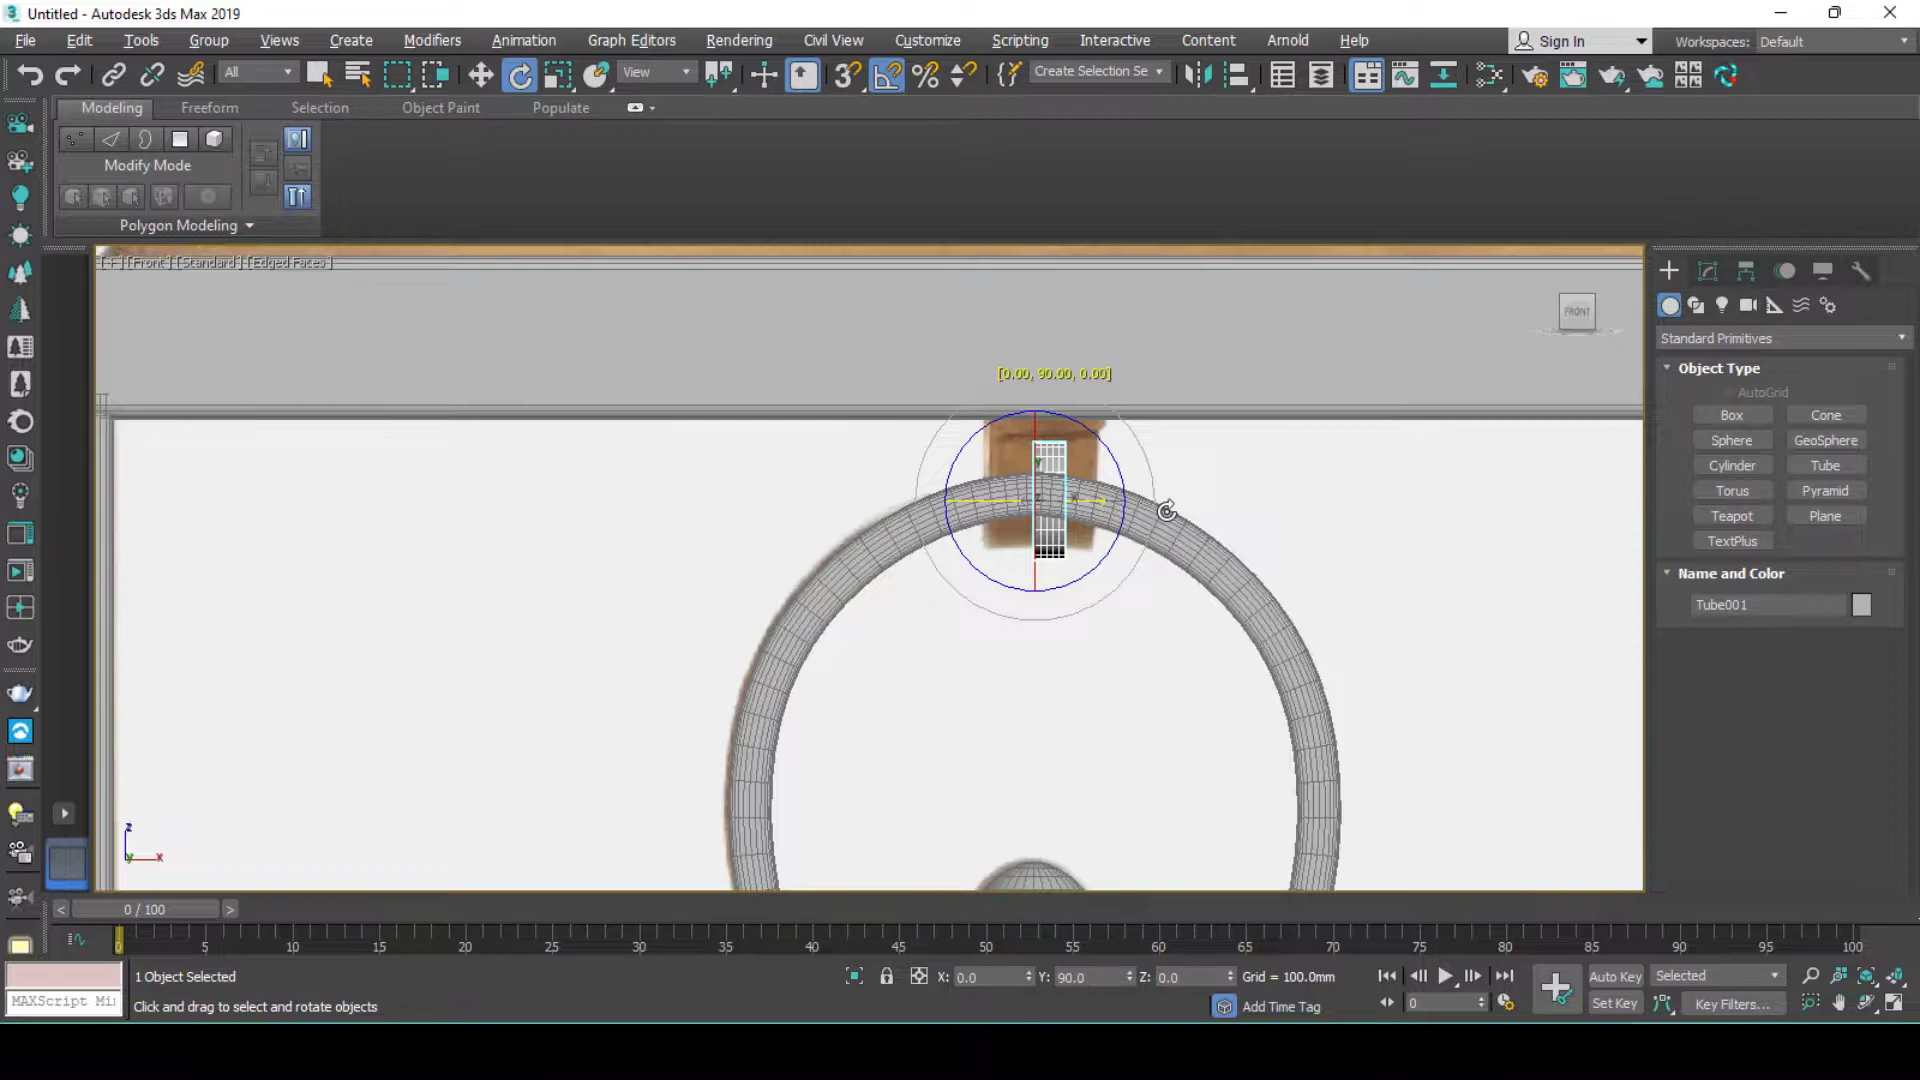 Untitled - Autodesk 3ds Max 2019
File Edit Tools Group Views Create Modifiers Animation Graph Editors Rendering Civil View Customize Scripting Interactive Content Arnold Help Sign In Workspaces: Default
All View Create Selection Se
Modeling Freeform Selection Object Paint Populate
Modify Mode
Polygon Modeling
[+] [Front] [Standard] [Edged Faces]
FRONT
[0.00, 90.00, 0.00]
Standard Primitives
Object Type
AutoGrid
Box Cone
Sphere GeoSphere
Cylinder Tube
Torus Pyramid
Teapot Plane
TextPlus
Name and Color
Tube001
z
y x
0 / 100
0 5 10 15 20 25 30 35 40 45 50 55 60 65 70 75 80 85 90 95 100
1 Object Selected X: 0.0 Y: 90.0 Z: 0.0 Grid = 100.0mm Auto Key Selected
MAXScript Mi Click and drag to select and rotate objects Add Time Tag 0 Set Key Key Filters...